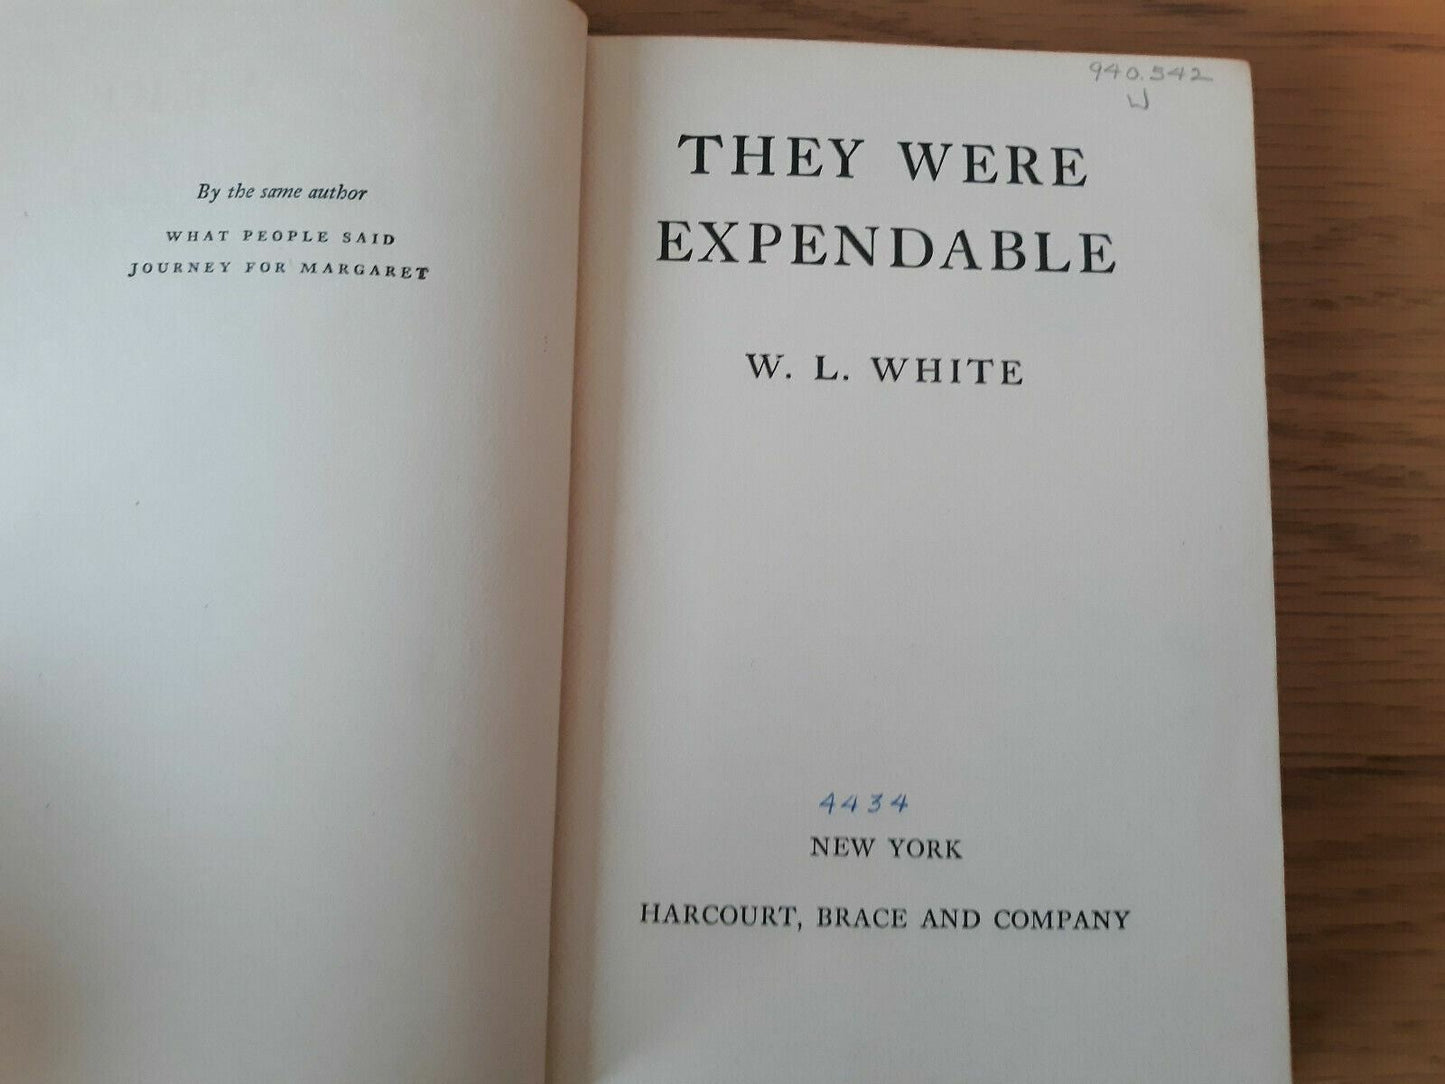 By the same author
WHAT PEOPLE SAID
JOURNEY FOR MARGARET
940.542
W
THEY WERE
EXPENDABLE
W. L. WHITE
4434
NEW YORK
HARCOURT, BRACE AND COMPANY